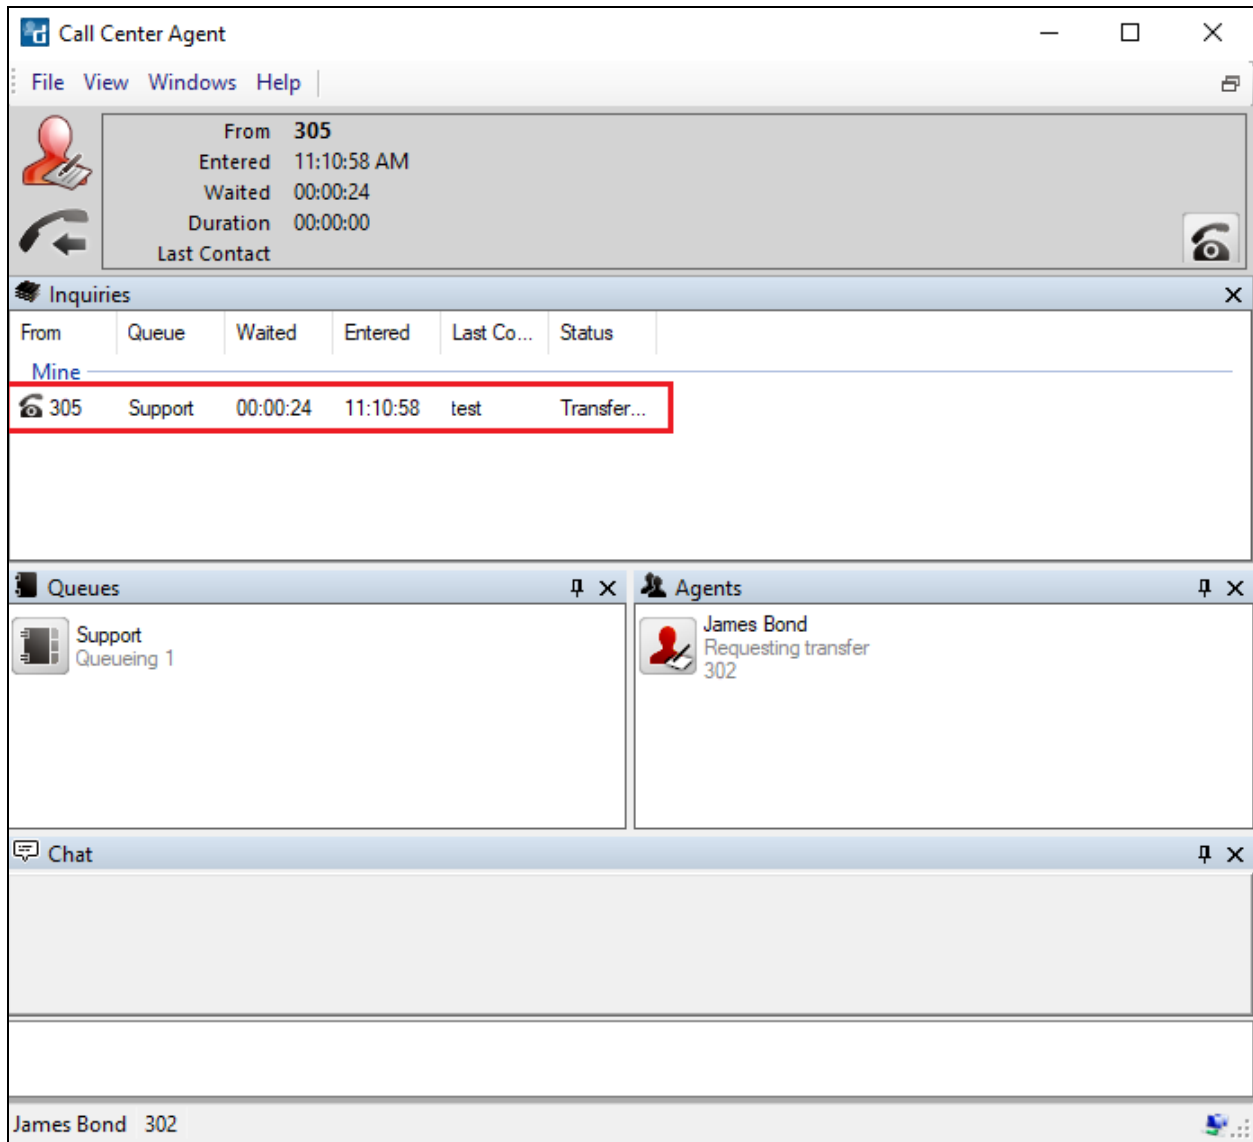 Call Center Agent
File View Windows Help
From 305
Entered 11:10:58 AM
Waited 00:00:24
Duration 00:00:00
Last Contact
Inquiries
From Queue Waited Entered Last Co... Status
Mine
305 Support 00:00:24 11:10:58 test Transfer...
Queues
Support
Queueing 1
Agents
James Bond
Requesting transfer
302
Chat
James Bond 302